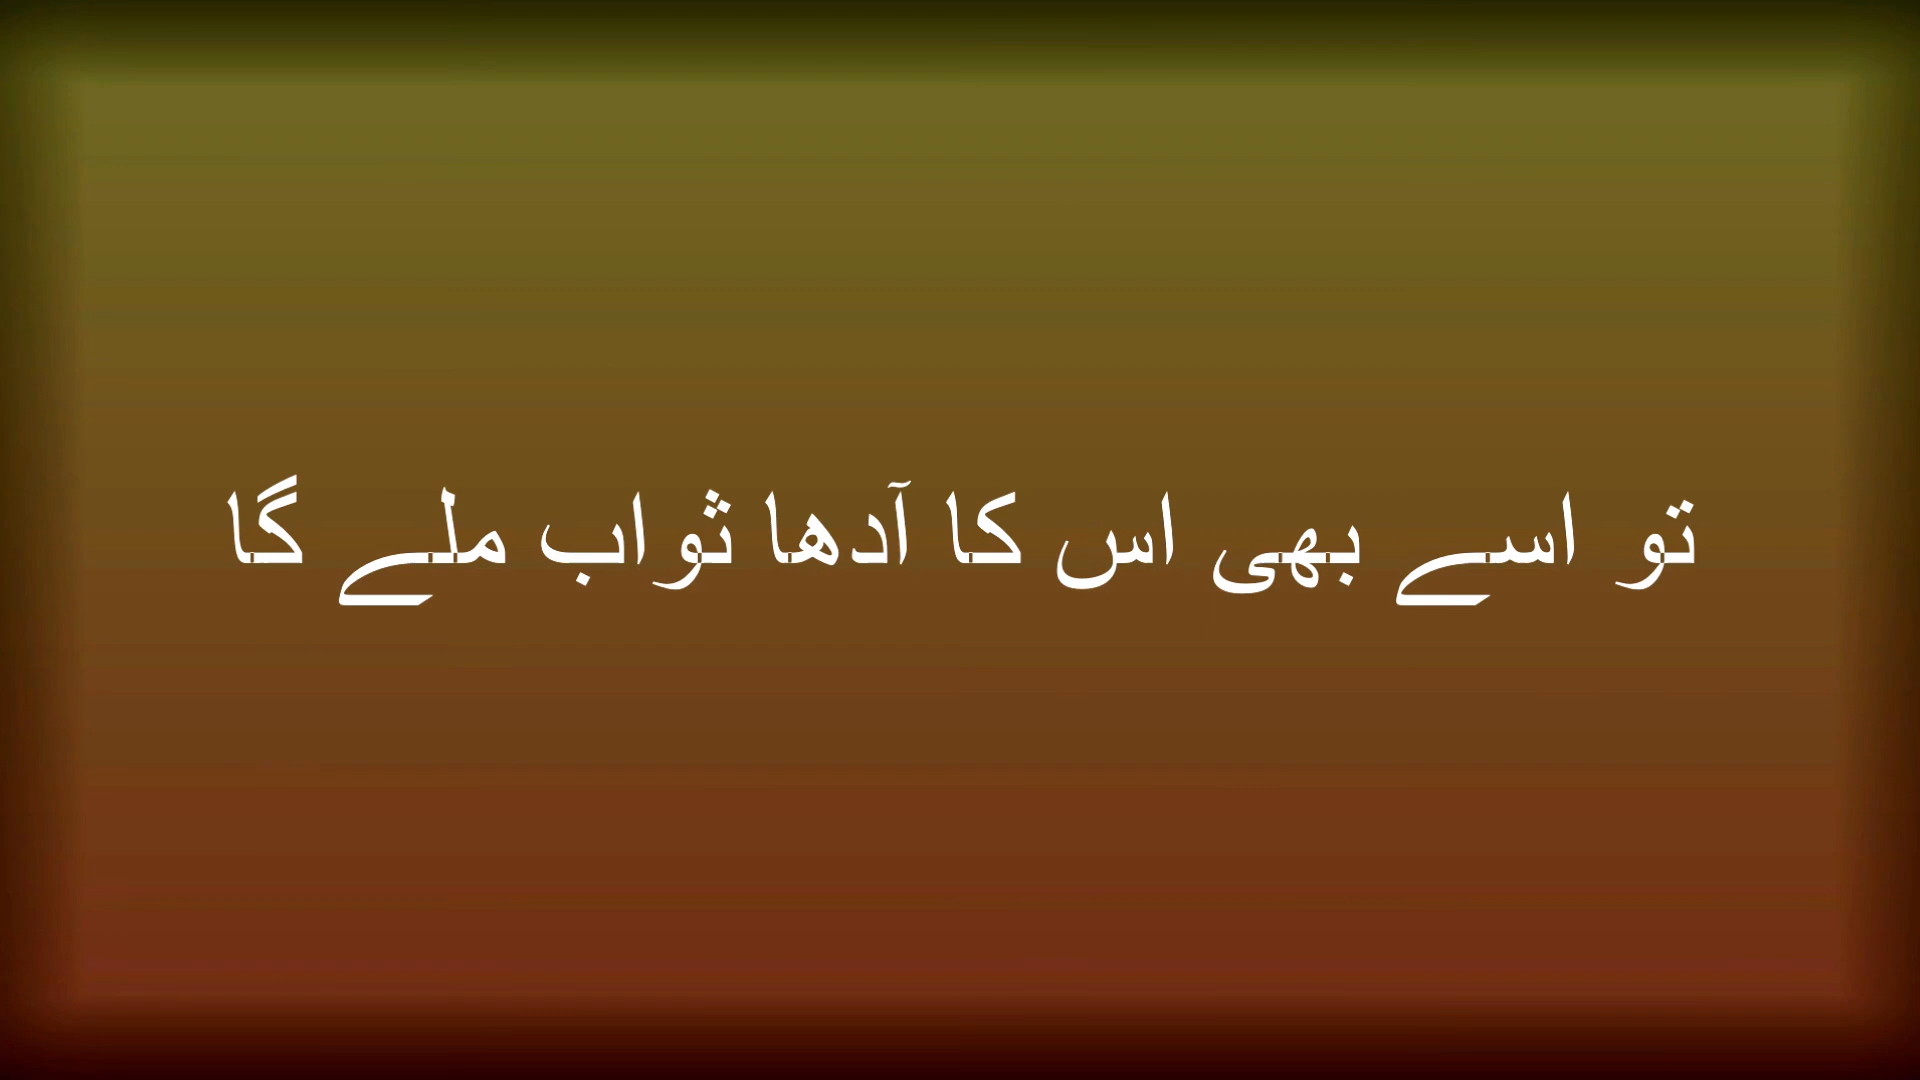 تو اسے بھی اس کا آدھا ثواب ملے گا